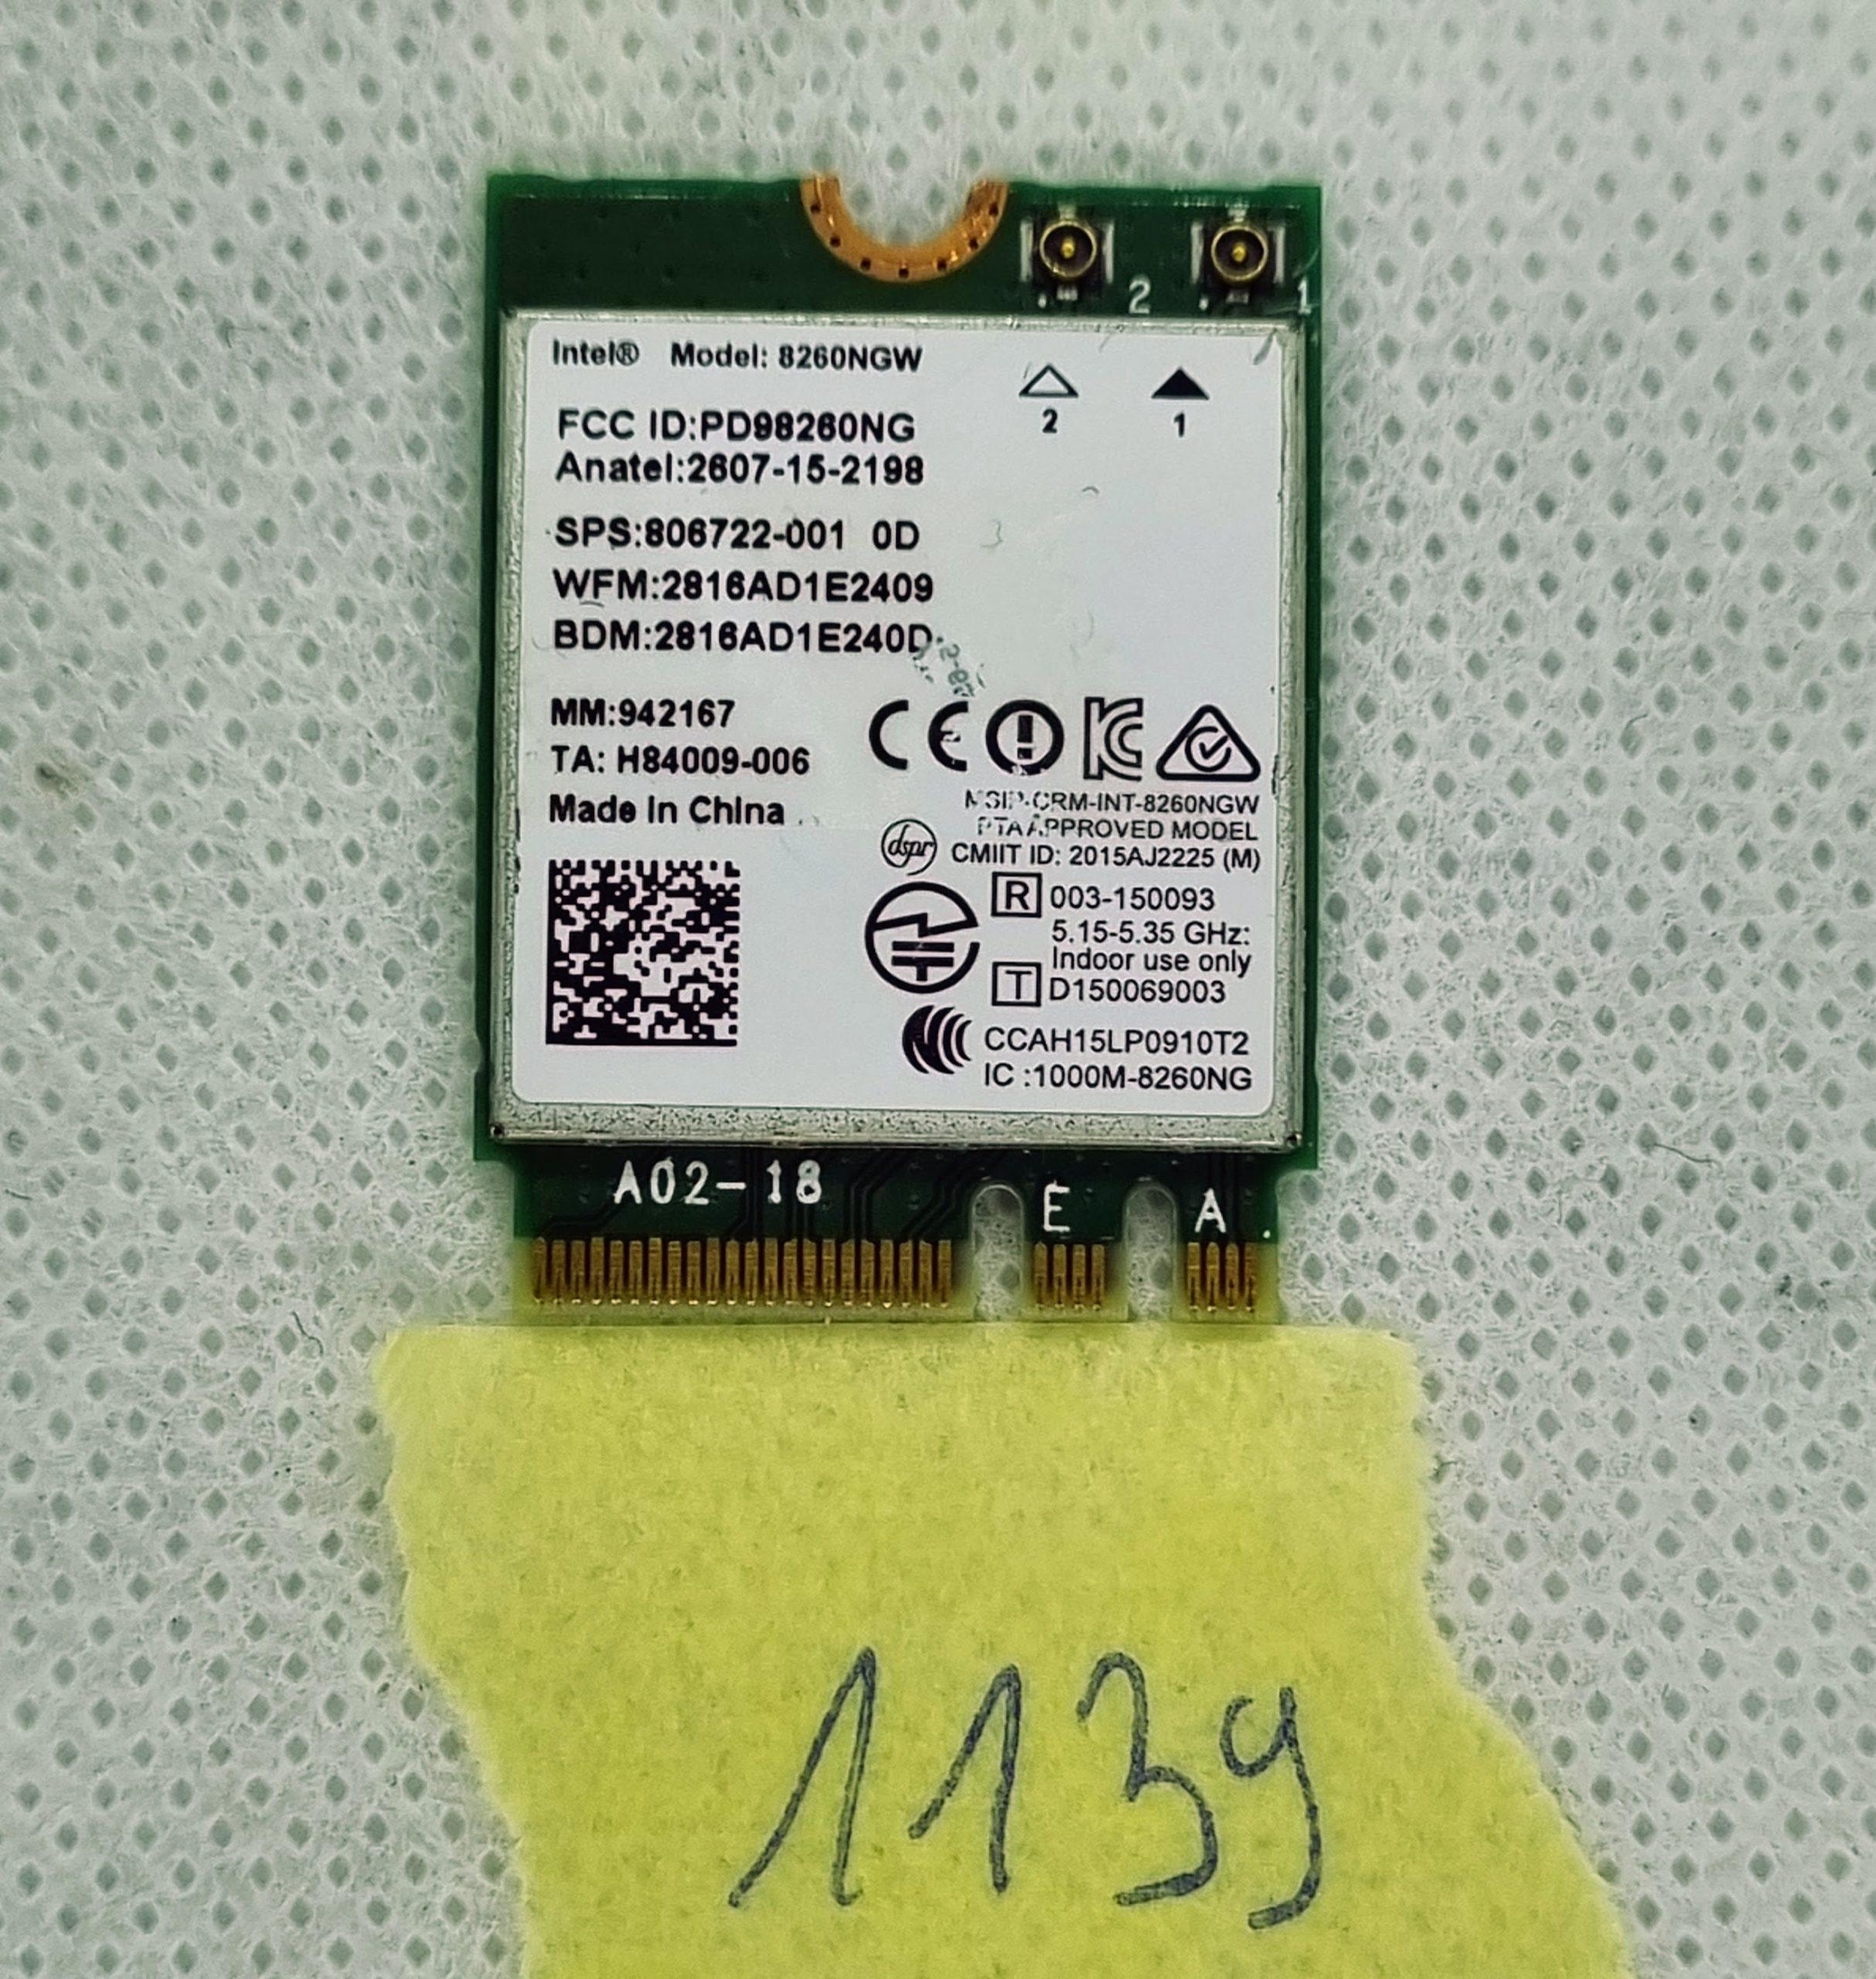 2 1
Intel® Model: 8260NGW
2 1
FCC ID:PD98260NG
Anatel:2607-15-2198
SPS:806722-001 0D
WFM:2816AD1E2409
BDM:2816AD1E240D
MM:942167
TA: H84009-006
Made In China
CE
MSIP-CRM-INT-8260NGW
PTA APPROVED MODEL
dspr CMIIT ID: 2015AJ2225 (M)
R 003-150093
5.15-5.35 GHz:
Indoor use only
T D150069003
CCAH15LP0910T2
IC :1000M-8260NG
A02-18 E A
1139